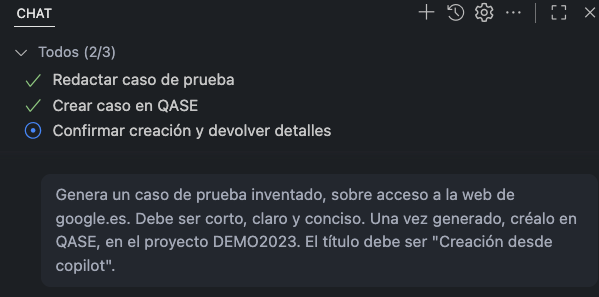 CHAT
Todos (2/3)
Redactar caso de prueba
Crear caso en QASE
Confirmar creación y devolver detalles
Genera un caso de prueba inventado, sobre acceso a la web de
google.es. Debe ser corto, claro y conciso. Una vez generado, créalo en
QASE, en el proyecto DEMO2023. El título debe ser "Creación desde
copilot".